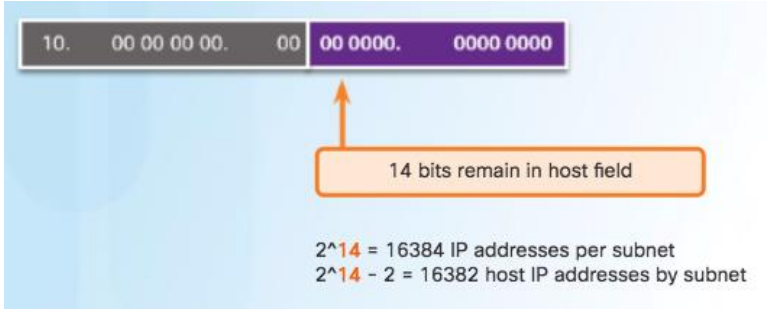 10. 00 00 00 00. 00 00 0000. 0000 0000
14 bits remain in host field
2^14 = 16384 IP addresses per subnet
2^14 - 2 = 16382 host IP addresses by subnet